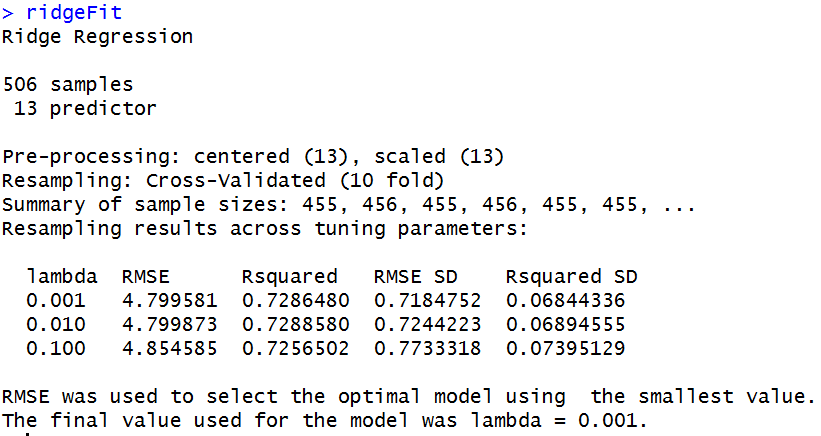 > ridgeFit
Ridge Regression
506 samples
13 predictor
Pre-processing: centered (13), scaled (13)
Resampling: Cross-Validated (10 fold)
Summary of sample sizes: 455, 456, 455, 456, 455, 455, ...
Resampling results across tuning parameters:
lambda  RMSE      Rsquared   RMSE SD    Rsquared SD
0.001   4.799581  0.7286480  0.7184752  0.06844336
0.010   4.799873  0.7288580  0.7244223  0.06894555
0.100   4.854585  0.7256502  0.7733318  0.07395129
RMSE was used to select the optimal model using  the smallest value.
The final value used for the model was lambda = 0.001.